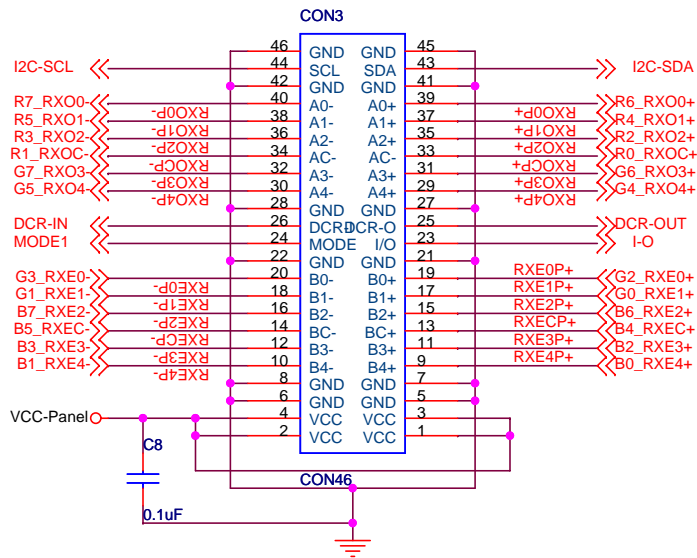 CON3
46 GND GND 45
I2C-SCL 44 SCL SDA 43 I2C-SDA
42 GND GND 41
R7_RXO0- RXO0P- 40 A0- A0+ 39 RXO0P+ R6_RXO0+
R5_RXO1- RXO1P- 38 A1- A1+ 37 RXO1P+ R4_RXO1+
R3_RXO2- RXO2P- 36 A2- A2+ 35 RXO2P+ R2_RXO2+
R1_RXOC- RXOCP- 34 AC- AC- 33 RXOCP+ R0_RXOC+
G7_RXO3- RXO3P- 32 A3- A3+ 31 RXO3P+ G6_RXO3+
G5_RXO4- RXO4P- 30 A4- A4+ 29 RXO4P+ G4_RXO4+
28 GND GND 27
DCR-IN 26 DCR-I DCR-O 25 DCR-OUT
MODE1 24 MODE I/O 23 I-O
22 GND GND 21
G3_RXE0- RXE0P- 20 B0- B0+ 19 RXE0P+ G2_RXE0+
G1_RXE1- RXE1P- 18 B1- B1+ 17 RXE1P+ G0_RXE1+
B7_RXE2- RXE2P- 16 B2- B2+ 15 RXE2P+ B6_RXE2+
B5_RXEC- RXECP- 14 BC- BC+ 13 RXECP+ B4_RXEC+
B3_RXE3- RXE3P- 12 B3- B3+ 11 RXE3P+ B2_RXE3+
B1_RXE4- RXE4P- 10 B4- B4+ 9 RXE4P+ B0_RXE4+
8 GND GND 7
6 GND GND 5
VCC-Panel 4 VCC VCC 3
2 VCC VCC 1
C8
CON46
0.1uF